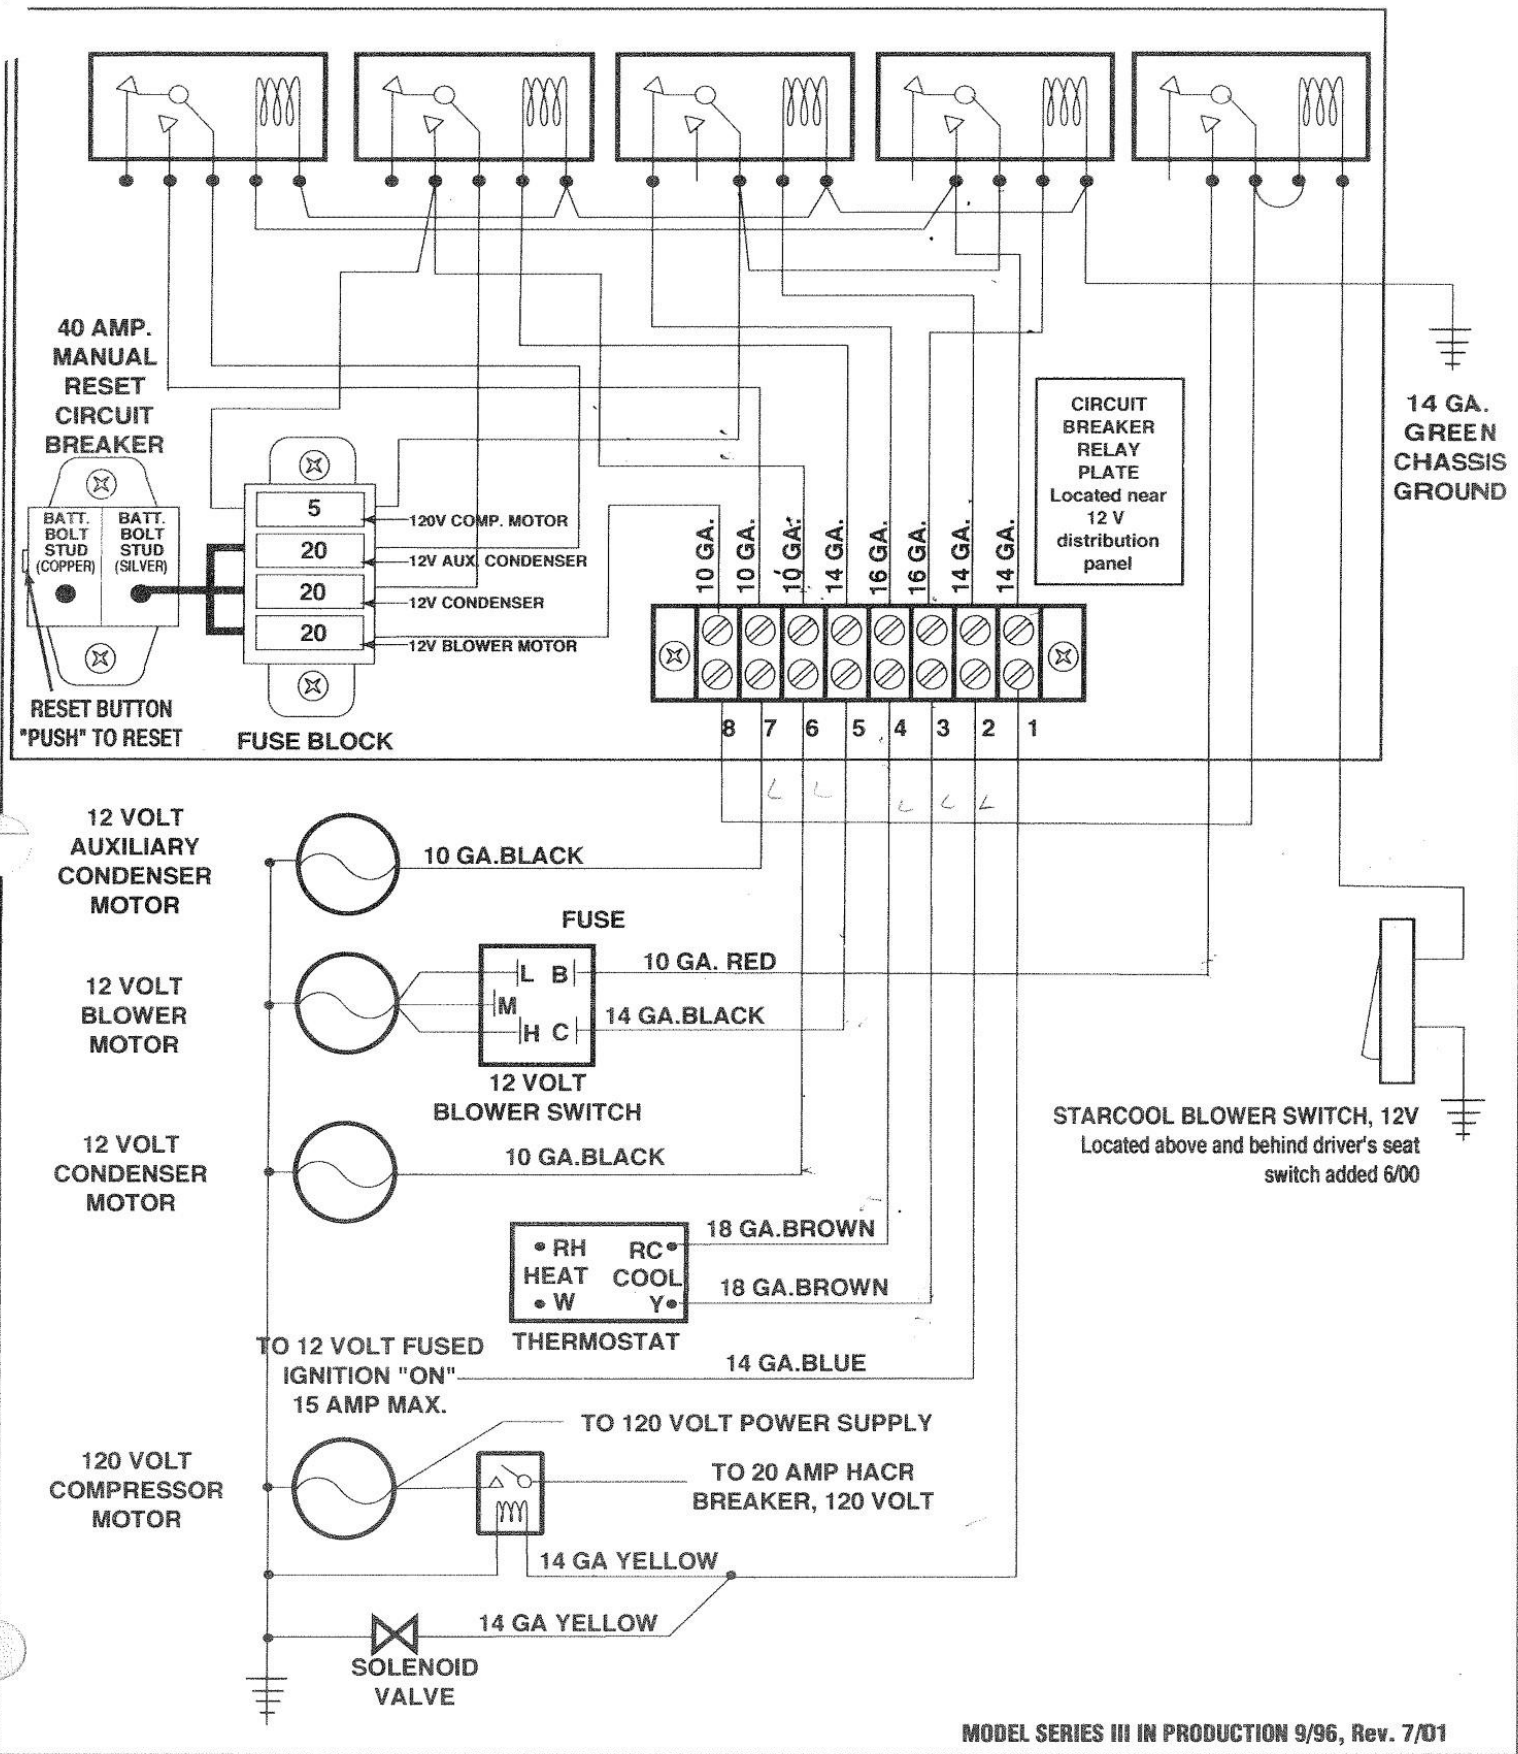 40 AMP.
MANUAL
RESET
CIRCUIT
BREAKER
BATT.
BOLT
STUD
(COPPER)
BATT.
BOLT
STUD
(SILVER)
RESET BUTTON
"PUSH" TO RESET
5
20
20
20
120V COMP. MOTOR
12V AUX. CONDENSER
12V CONDENSER
12V BLOWER MOTOR
FUSE BLOCK
10 GA.
10 GA.
10 GA.
14 GA.
16 GA.
16 GA.
14 GA.
14 GA.
8
7
6
5
4
3
2
1
CIRCUIT
BREAKER
RELAY
PLATE
Located near
12 V
distribution
panel
14 GA.
GREEN
CHASSIS
GROUND
12 VOLT
AUXILIARY
CONDENSER
MOTOR
10 GA.BLACK
12 VOLT
BLOWER
MOTOR
FUSE
L B
M
H C
10 GA. RED
14 GA.BLACK
12 VOLT
BLOWER SWITCH
12 VOLT
CONDENSER
MOTOR
10 GA.BLACK
STARCOOL BLOWER SWITCH, 12V
Located above and behind driver's seat
switch added 6/00
RH RC
HEAT COOL
W Y
THERMOSTAT
18 GA.BROWN
18 GA.BROWN
TO 12 VOLT FUSED
IGNITION "ON"
15 AMP MAX.
14 GA.BLUE
120 VOLT
COMPRESSOR
MOTOR
TO 120 VOLT POWER SUPPLY
TO 20 AMP HACR
BREAKER, 120 VOLT
14 GA YELLOW
14 GA YELLOW
SOLENOID
VALVE
MODEL SERIES III IN PRODUCTION 9/96, Rev. 7/01